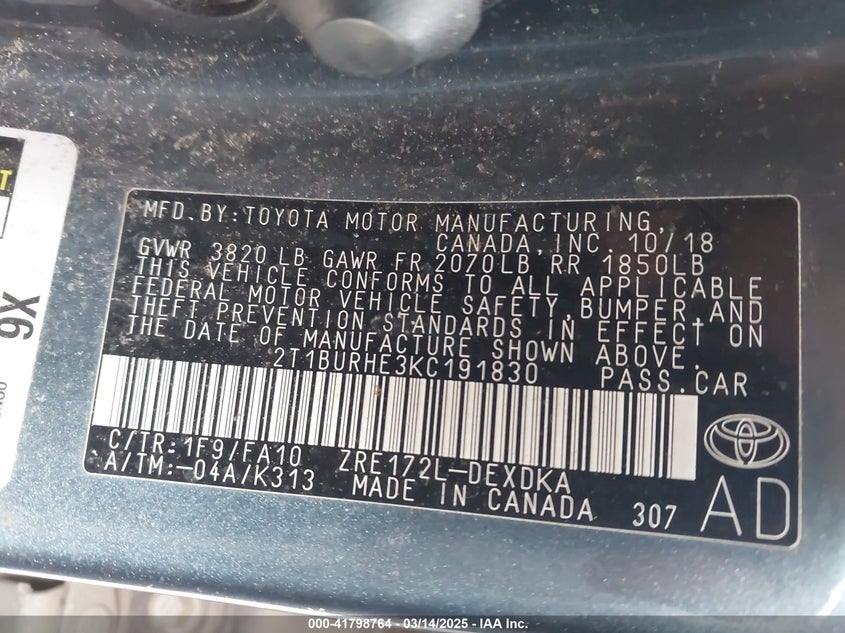 MFD.BY:TOYOTA MOTOR MANUFACTURING,
CANADA,INC. 10/18
GVWR 3820 LB GAWR FR 2070LB RR 1850LB
THIS VEHICLE CONFORMS TO ALL APPLICABLE
FEDERAL MOTOR VEHICLE SAFETY,BUMPER,AND
THEFT PREVENTION STANDARDS IN EFFECT ON
THE DATE OF MANUFACTURE SHOWN ABOVE.
2T1BURHE3KC191830 PASS.CAR
C/TR:1F9/FA10 ZRE172L-DEXDKA
A/TM:-04A/K313 MADE IN CANADA 307
AD
9X
000-41798764 - 03/14/2025 - IAA Inc.